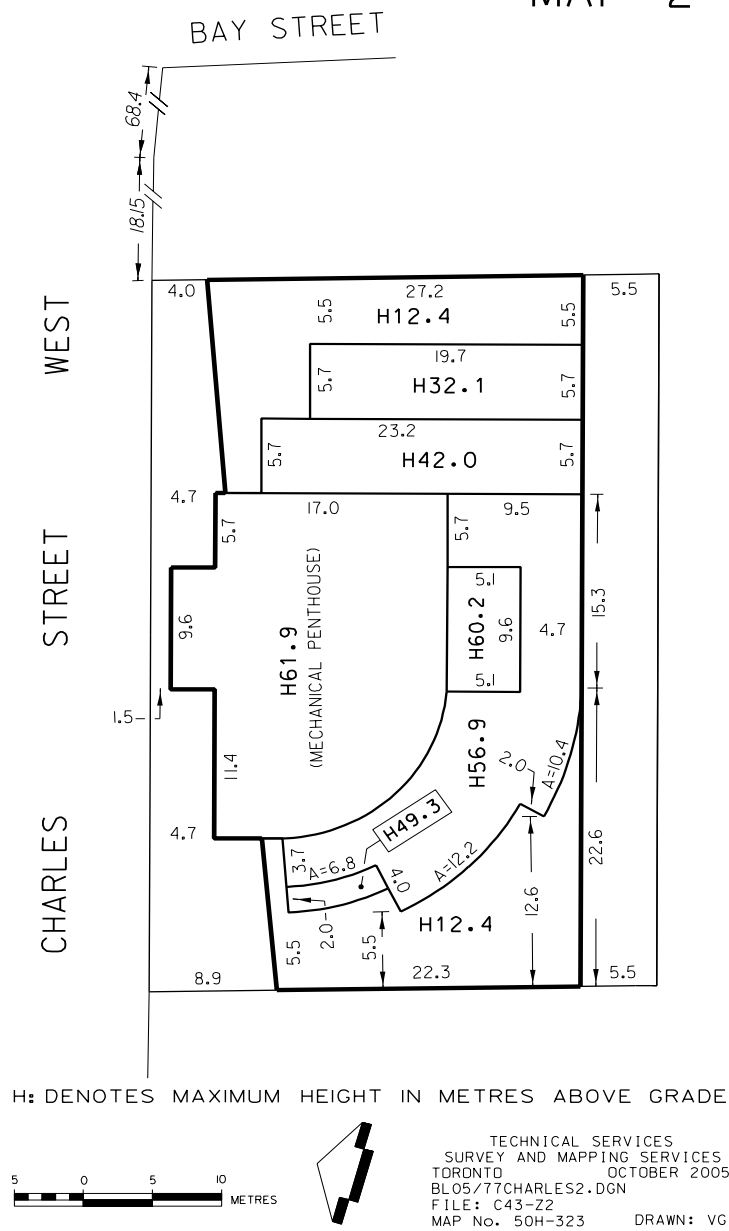 MAP 2
BAY STREET
68.4
18.15
4.0
27.2
5.5
5.5
H12.4
5.5
WEST
19.7
5.7
H32.1
5.7
23.2
5.7
H42.0
5.7
4.7
17.0
9.5
5.7
5.7
STREET
5.1
9.6
H61.9
(MECHANICAL PENTHOUSE)
H60.2
9.6
4.7
15.3
5.1
1.5
11.4
H56.9
2.0
A=10.4
CHARLES
4.7
H49.3
3.7
A=6.8
4.0
A=12.2
22.6
12.6
5.5
2.0
5.5
H12.4
8.9
22.3
5.5
H: DENOTES MAXIMUM HEIGHT IN METRES ABOVE GRADE
5 0 5 10
METRES
TECHNICAL SERVICES
SURVEY AND MAPPING SERVICES
TORONTO OCTOBER 2005
BL05/77CHARLES2.DGN
FILE: C43-Z2
MAP No. 50H-323 DRAWN: VG